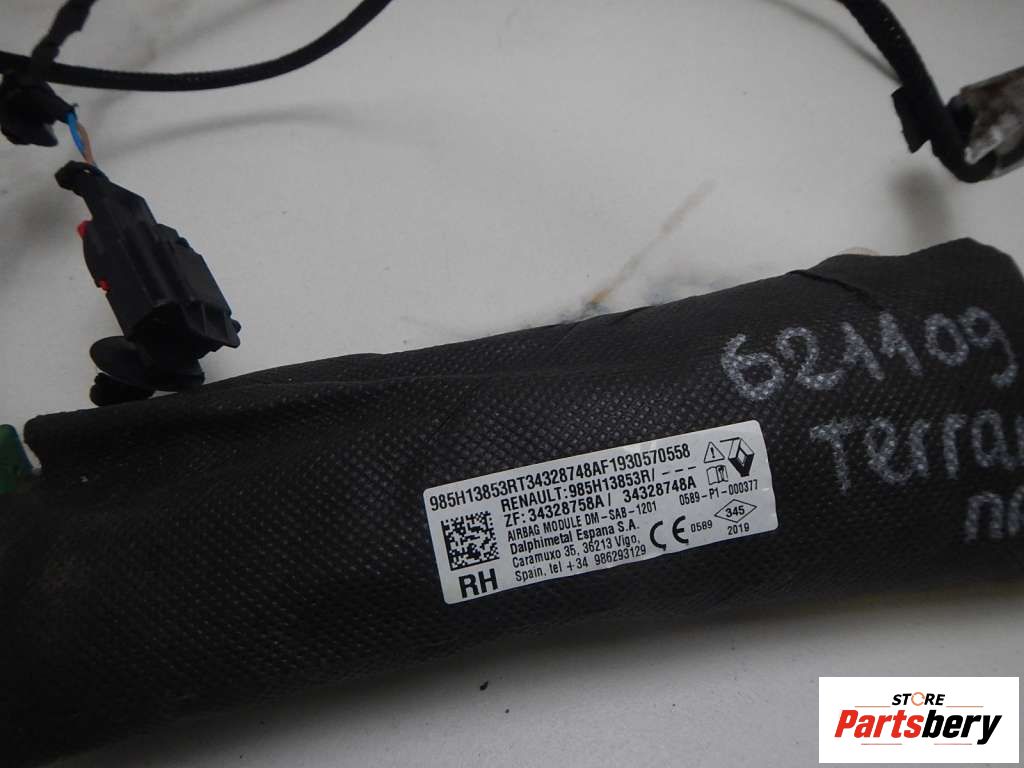 621109
Terra
985H13853RT34328748AF1930570558
RENAULT:985H13853R/---
ZF: 34328758A / 34328748A
AIRBAG MODULE DM-SAB-1201
0589-P1-000377
Dalphimetal Espana S.A.
Caramuxo 35, 36213 Vigo,
Spain, tel +34 986293129
RH
CE 0589
345
2019
STORE
Partsbery